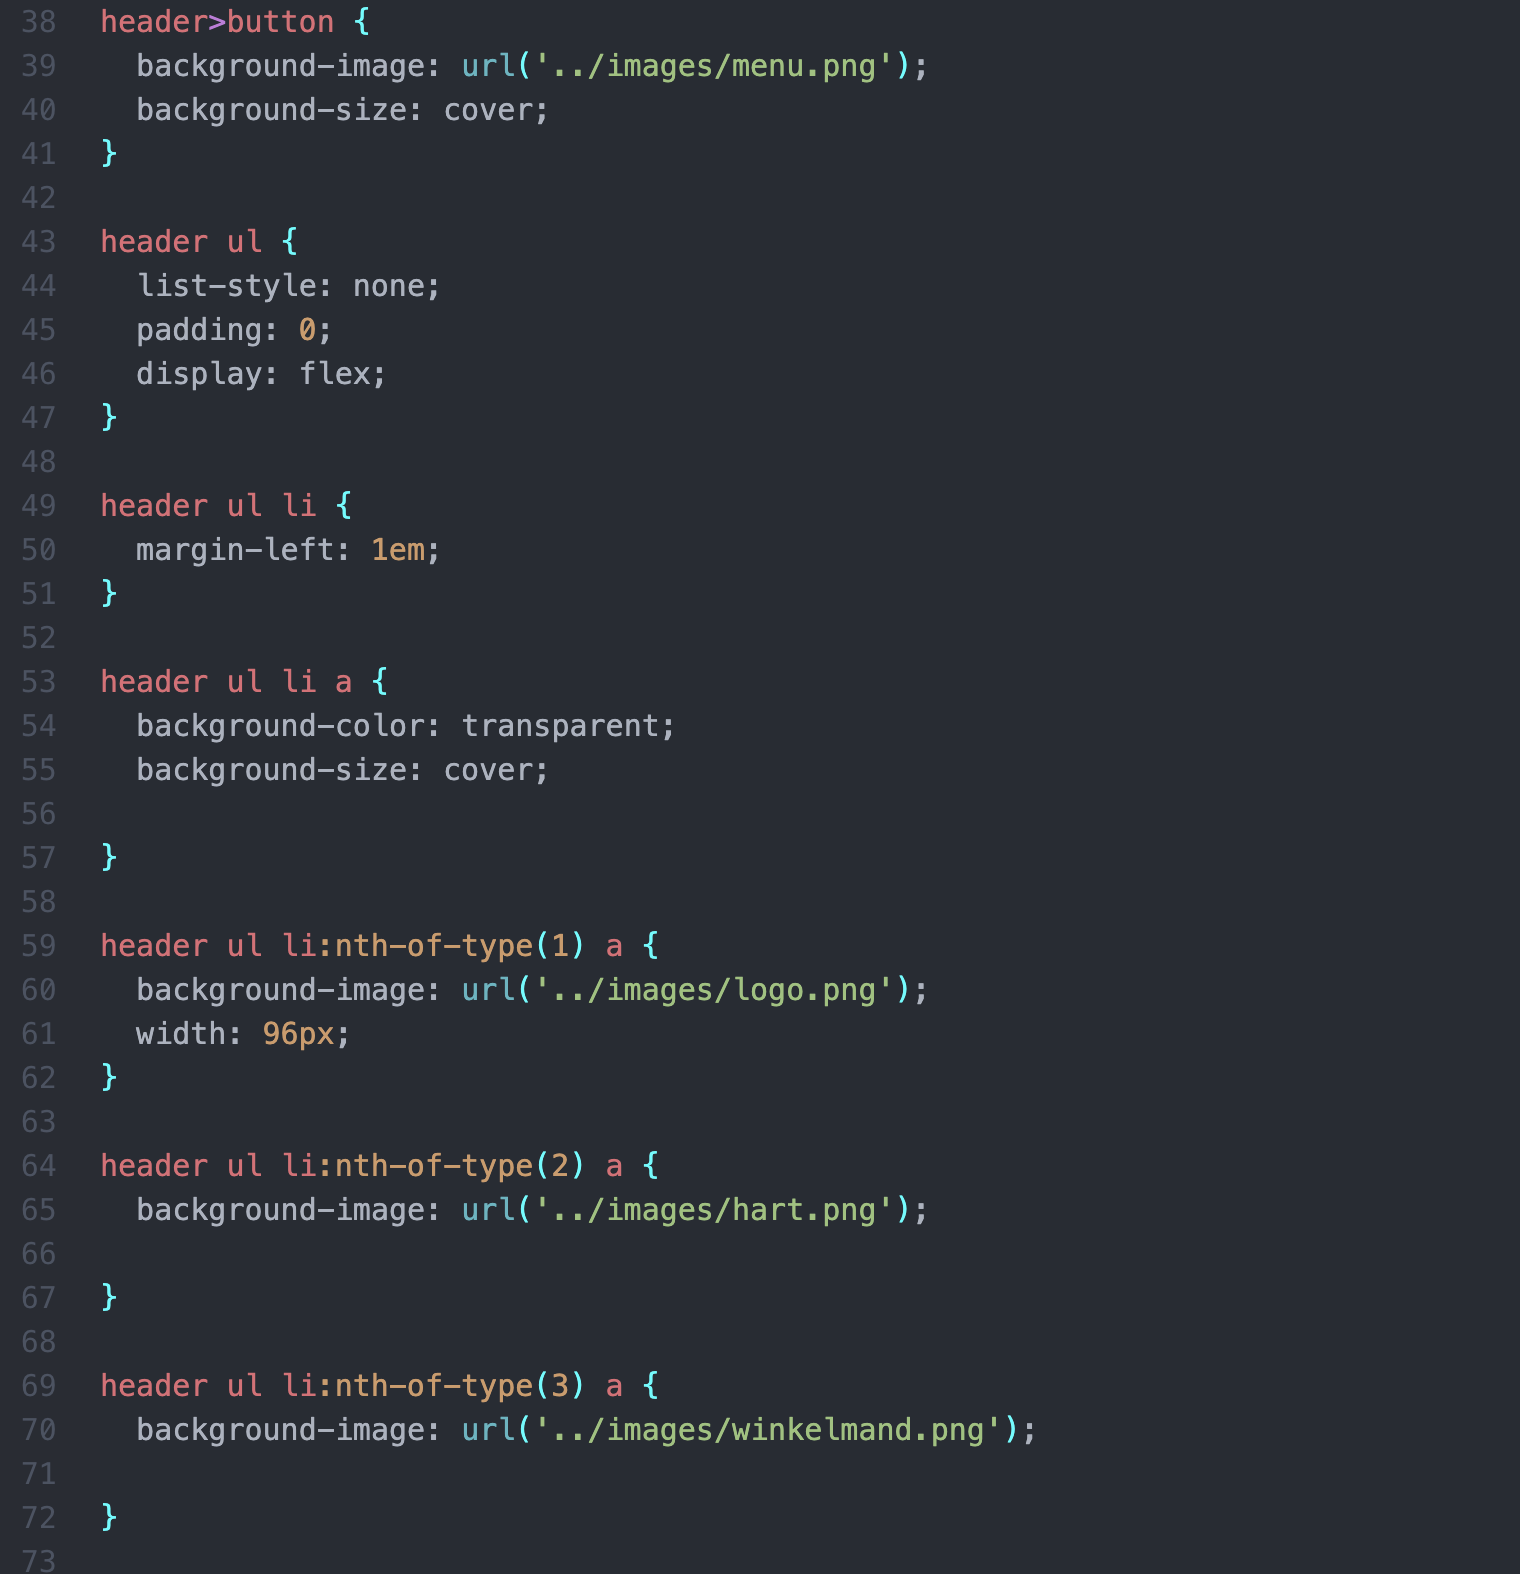 38 header>button {
39   background-image: url('../images/menu.png');
40   background-size: cover;
41 }
42
43 header ul {
44   list-style: none;
45   padding: 0;
46   display: flex;
47 }
48
49 header ul li {
50   margin-left: 1em;
51 }
52
53 header ul li a {
54   background-color: transparent;
55   background-size: cover;
56
57 }
58
59 header ul li:nth-of-type(1) a {
60   background-image: url('../images/logo.png');
61   width: 96px;
62 }
63
64 header ul li:nth-of-type(2) a {
65   background-image: url('../images/hart.png');
66
67 }
68
69 header ul li:nth-of-type(3) a {
70   background-image: url('../images/winkelmand.png');
71
72 }
73